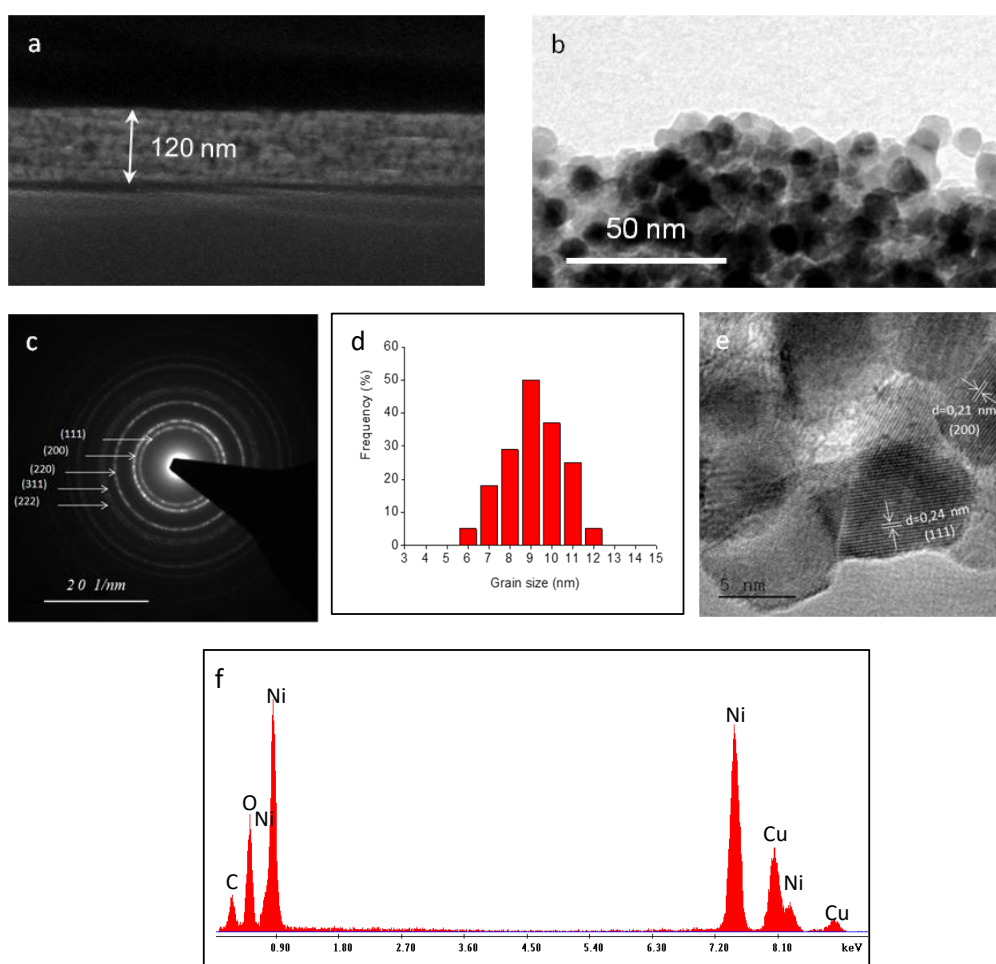 a
120 nm
b
50 nm
c
(111)
(200)
(220)
(311)
(222)
20 1/nm
d
Frequency (%)
60
50
40
30
20
10
0
3 4 5 6 7 8 9 10 11 12 13 14 15
Grain size (nm)
e
d=0,21 nm
(200)
d=0,24 nm
(111)
5 nm
f
Ni
Ni
O
Ni
Cu
C
Ni
Cu
0.90 1.80 2.70 3.60 4.50 5.40 6.30 7.20 8.10 keV